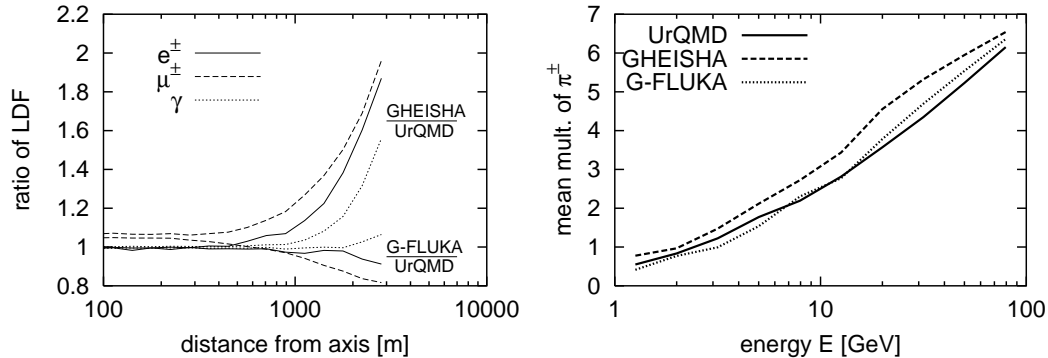 2.2
2
1.8
1.6
1.4
1.2
1
0.8
ratio of LDF
e±
μ±
γ
GHEISHA
UrQMD
G-FLUKA
UrQMD
100
1000
10000
distance from axis [m]
7
6
5
4
3
2
1
0
mean mult. of π±
UrQMD
GHEISHA
G-FLUKA
1
10
100
energy E [GeV]